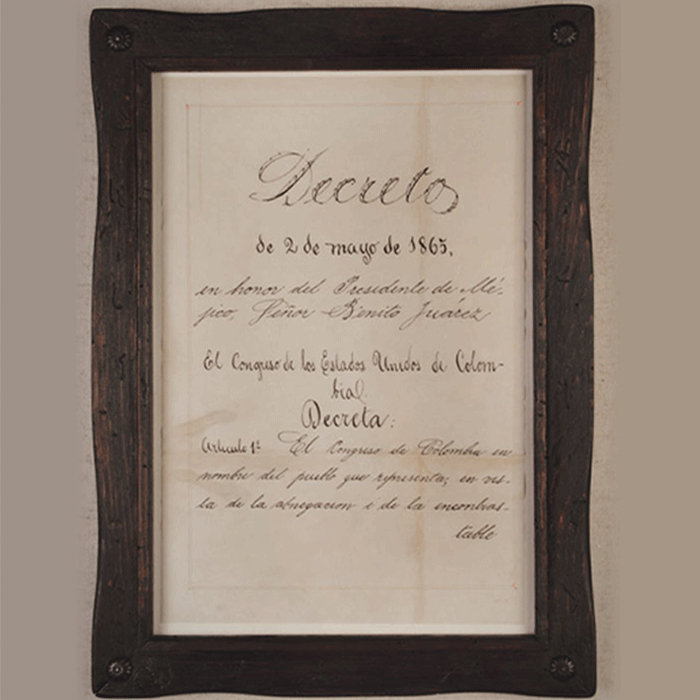 Decreto
de 2 de mayo de 1865,
en honor del Presidente de Mé-
jico, Señor Benito Juárez
El Congreso de los Estados Unidos de Colom-
bia
Decreta:
Articulo 1º El Congreso de Colombia en
nombre del pueblo que representa, en vis-
ta de la abnegacion i de la incontras-
table